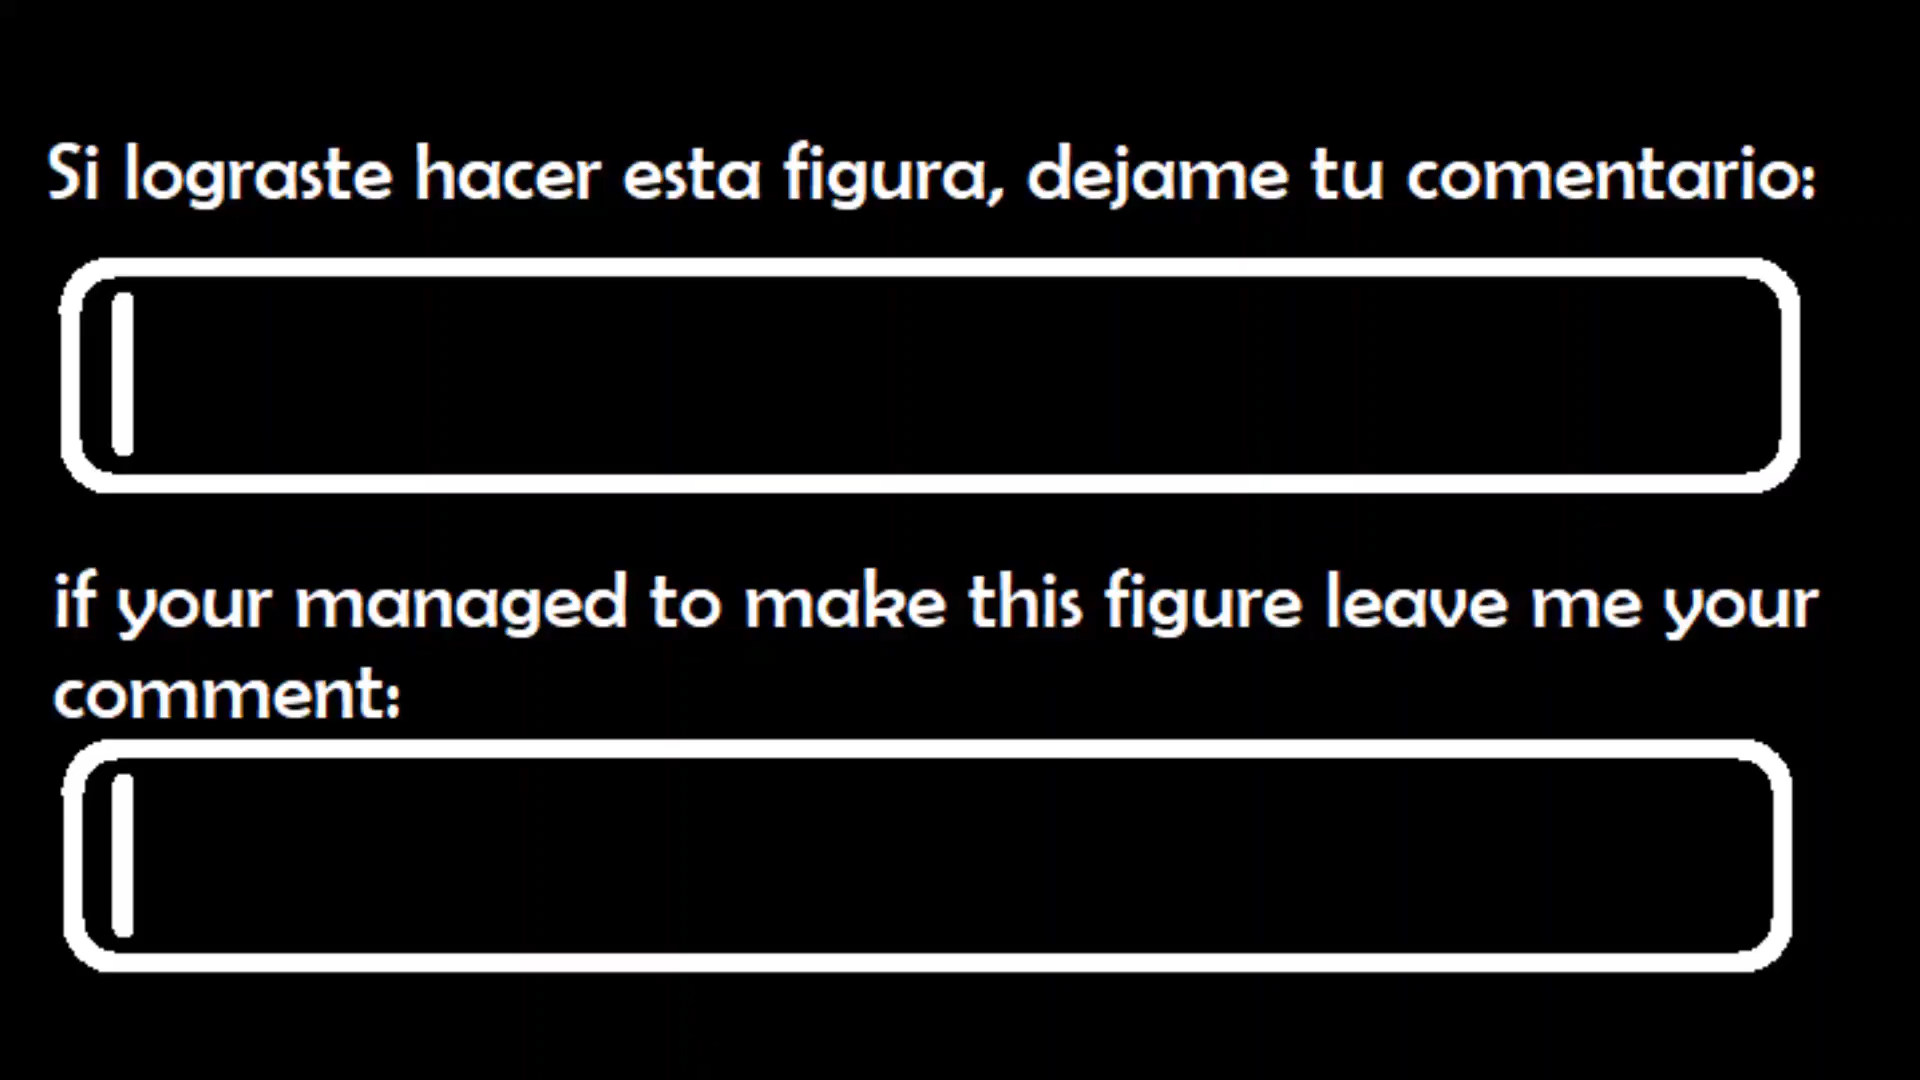 Si lograste hacer esta figura, dejame tu comentario:
if your managed to make this figure leave me your
comment: